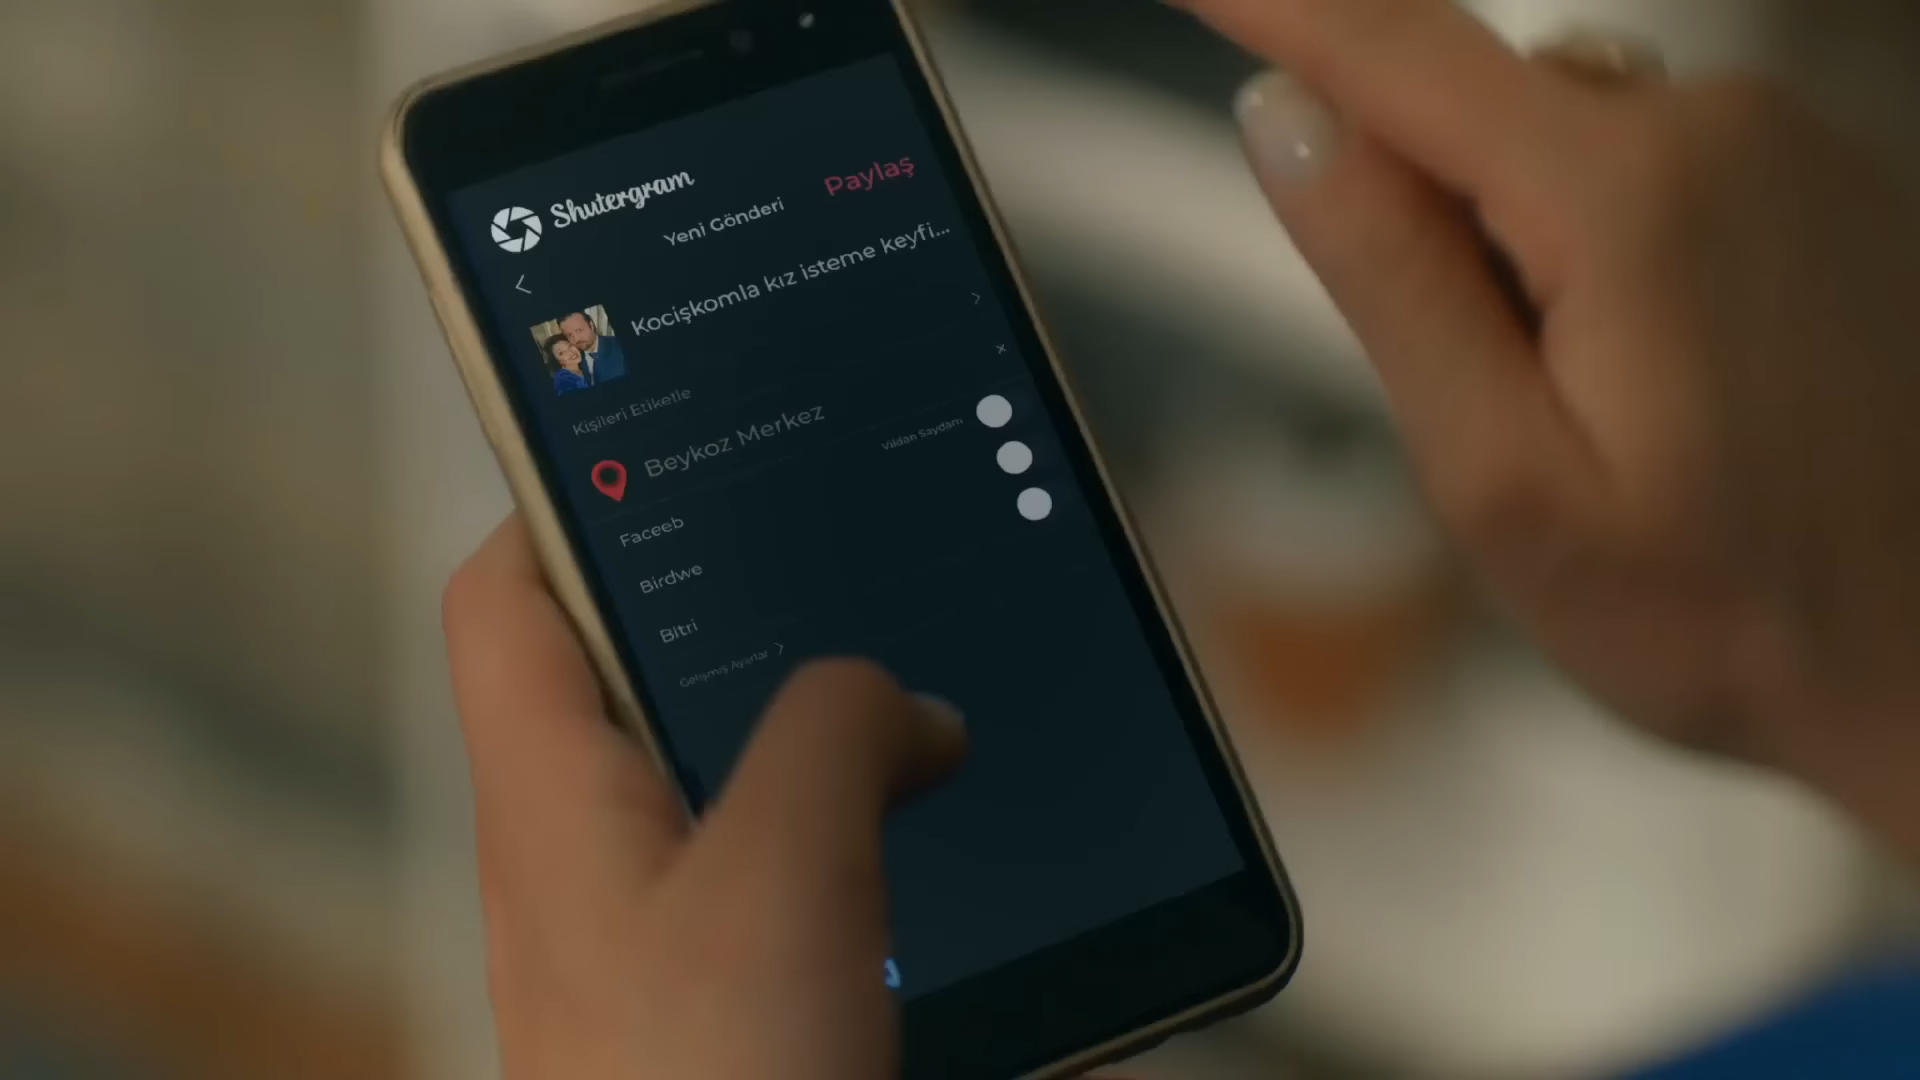 Shutergram
Yeni Gönderi
Paylaş
Kocişkomla kız isteme keyfi...
Kişileri Etiketle
Beykoz Merkez
Vildan Saydam
Faceeb
Birdwe
Bitri
Gelişmiş Ayarlar